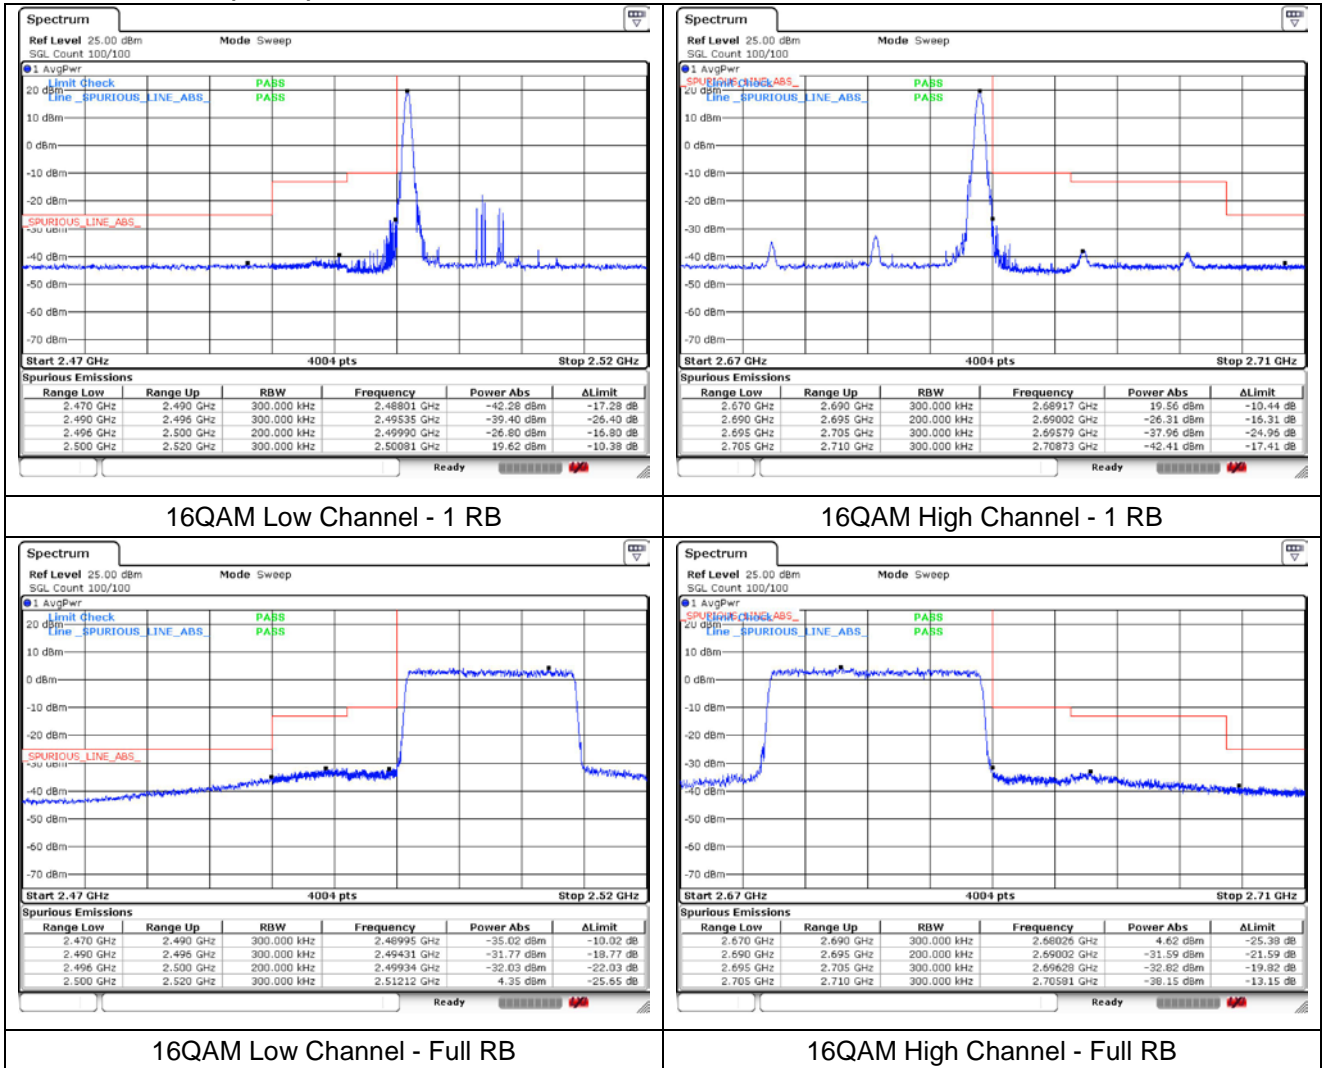 Spectrum
Ref Level 25.00 dBm Mode Sweep
SGL Count 100/100
1 AvgPwr
Limit Check PASS
Line _SPURIOUS_LINE_ABS_ PASS
20 dBm
10 dBm
0 dBm
-10 dBm
-20 dBm
_SPURIOUS_LINE_ABS_
-30 dBm
-40 dBm
-50 dBm
-60 dBm
-70 dBm
Start 2.47 GHz 4004 pts Stop 2.52 GHz
Spurious Emissions
Range Low Range Up RBW Frequency Power Abs ΔLimit
2.470 GHz 2.490 GHz 300.000 kHz 2.48801 GHz -42.28 dBm -17.28 dB
2.490 GHz 2.496 GHz 300.000 kHz 2.49535 GHz -39.40 dBm -26.40 dB
2.496 GHz 2.500 GHz 200.000 kHz 2.49990 GHz -26.80 dBm -16.80 dB
2.500 GHz 2.520 GHz 300.000 kHz 2.50081 GHz 19.62 dBm -10.38 dB
Ready
16QAM Low Channel - 1 RB
Spectrum
Ref Level 25.00 dBm Mode Sweep
SGL Count 100/100
1 AvgPwr
_SPURIOUS_LINE_ABS_
Limit Check PASS
Line _SPURIOUS_LINE_ABS_ PASS
20 dBm
10 dBm
0 dBm
-10 dBm
-20 dBm
-30 dBm
-40 dBm
-50 dBm
-60 dBm
-70 dBm
Start 2.67 GHz 4004 pts Stop 2.71 GHz
Spurious Emissions
Range Low Range Up RBW Frequency Power Abs ΔLimit
2.670 GHz 2.690 GHz 300.000 kHz 2.68917 GHz 19.56 dBm -10.44 dB
2.690 GHz 2.695 GHz 200.000 kHz 2.69002 GHz -26.31 dBm -16.31 dB
2.695 GHz 2.705 GHz 300.000 kHz 2.69579 GHz -37.96 dBm -24.96 dB
2.705 GHz 2.710 GHz 300.000 kHz 2.70873 GHz -42.41 dBm -17.41 dB
Ready
16QAM High Channel - 1 RB
Spectrum
Ref Level 25.00 dBm Mode Sweep
SGL Count 100/100
1 AvgPwr
Limit Check PASS
Line _SPURIOUS_LINE_ABS_ PASS
20 dBm
10 dBm
0 dBm
-10 dBm
-20 dBm
_SPURIOUS_LINE_ABS_
-30 dBm
-40 dBm
-50 dBm
-60 dBm
-70 dBm
Start 2.47 GHz 4004 pts Stop 2.52 GHz
Spurious Emissions
Range Low Range Up RBW Frequency Power Abs ΔLimit
2.470 GHz 2.490 GHz 300.000 kHz 2.48995 GHz -35.02 dBm -10.02 dB
2.490 GHz 2.496 GHz 300.000 kHz 2.49431 GHz -31.77 dBm -18.77 dB
2.496 GHz 2.500 GHz 200.000 kHz 2.49934 GHz -32.03 dBm -22.03 dB
2.500 GHz 2.520 GHz 300.000 kHz 2.51212 GHz 4.35 dBm -25.65 dB
Ready
16QAM Low Channel - Full RB
Spectrum
Ref Level 25.00 dBm Mode Sweep
SGL Count 100/100
1 AvgPwr
_SPURIOUS_LINE_ABS_
Limit Check PASS
Line _SPURIOUS_LINE_ABS_ PASS
20 dBm
10 dBm
0 dBm
-10 dBm
-20 dBm
-30 dBm
-40 dBm
-50 dBm
-60 dBm
-70 dBm
Start 2.67 GHz 4004 pts Stop 2.71 GHz
Spurious Emissions
Range Low Range Up RBW Frequency Power Abs ΔLimit
2.670 GHz 2.690 GHz 300.000 kHz 2.68026 GHz 4.62 dBm -25.38 dB
2.690 GHz 2.695 GHz 200.000 kHz 2.69002 GHz -31.59 dBm -21.59 dB
2.695 GHz 2.705 GHz 300.000 kHz 2.69628 GHz -32.82 dBm -19.82 dB
2.705 GHz 2.710 GHz 300.000 kHz 2.70581 GHz -38.15 dBm -13.15 dB
Ready
16QAM High Channel - Full RB